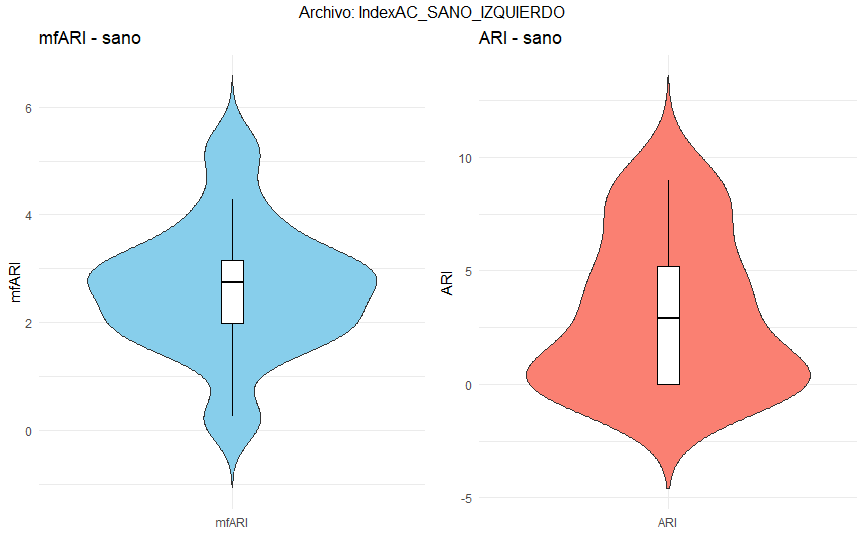 Archivo: IndexAC_SANO_IZQUIERDO
mfARI - sano
ARI - sano
mfARI
6
4
2
0
mfARI
ARI
10
5
0
-5
ARI